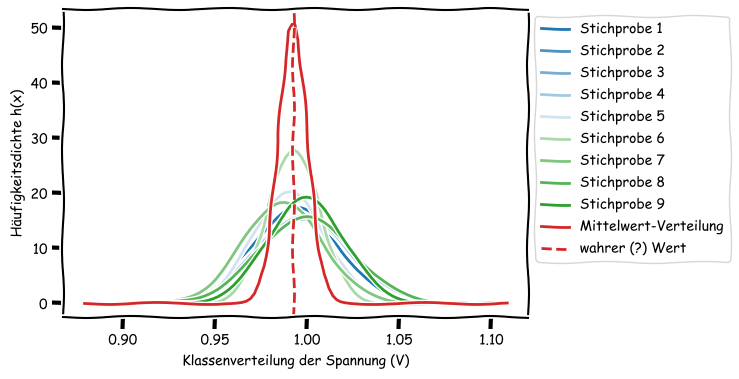 50
40
30
20
10
0
Häufigkeitsdichte h(x)
0.90
0.95
1.00
1.05
1.10
Klassenverteilung der Spannung (V)
Stichprobe 1
Stichprobe 2
Stichprobe 3
Stichprobe 4
Stichprobe 5
Stichprobe 6
Stichprobe 7
Stichprobe 8
Stichprobe 9
Mittelwert-Verteilung
wahrer (?) Wert